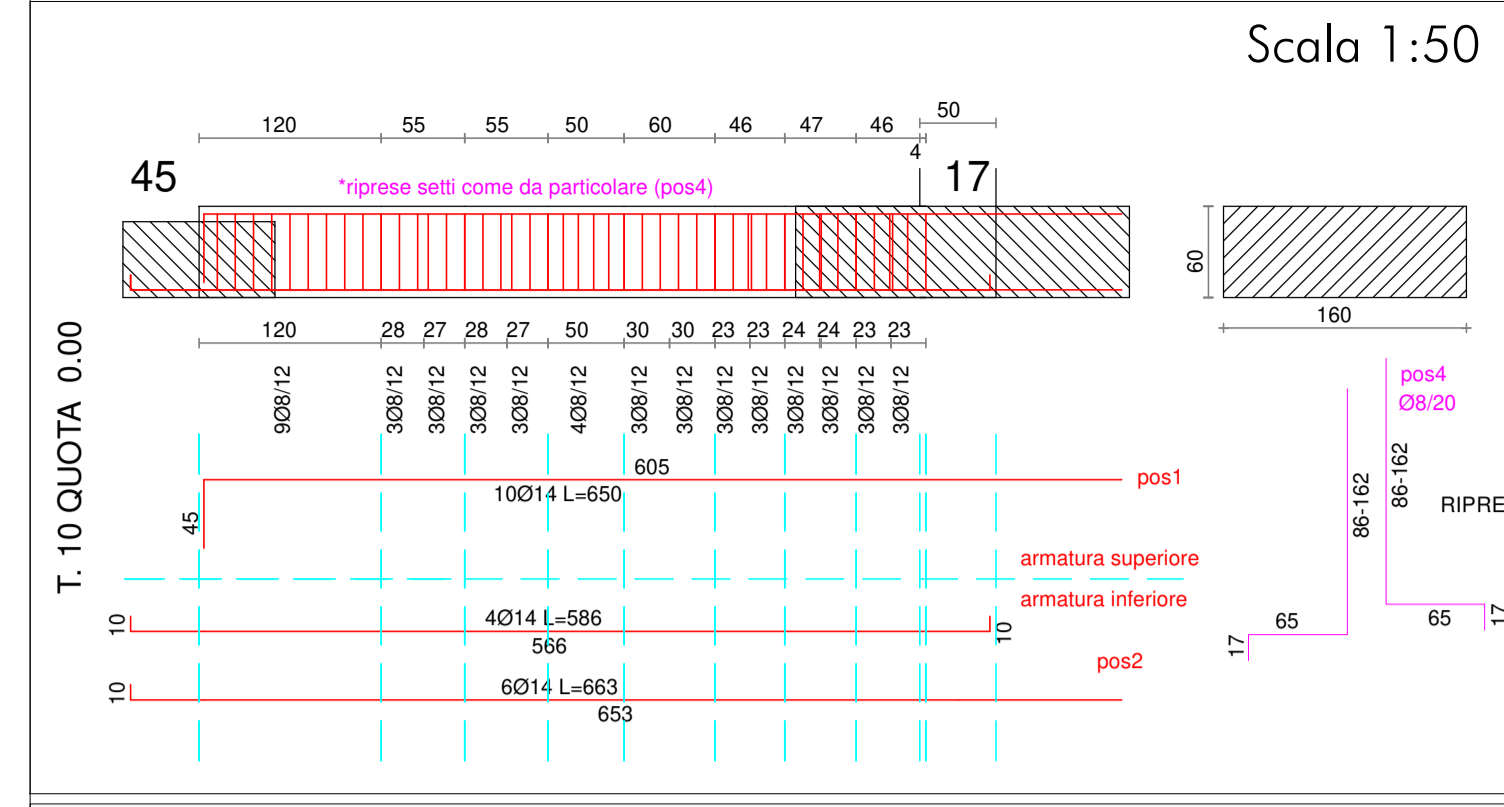 Scala 1:50
120 55 55 50 60 46 47 46 50
4
45 17
*riprese setti come da particolare (pos4)
60
160
120 28 27 28 27 50 30 30 23 23 24 24 23 23
9Ø8/12 3Ø8/12 3Ø8/12 3Ø8/12 3Ø8/12 4Ø8/12 3Ø8/12 3Ø8/12 3Ø8/12 3Ø8/12 3Ø8/12 3Ø8/12 3Ø8/12 3Ø8/12
T. 10 QUOTA 0.00
pos4
Ø8/20
605
10Ø14 L=650
pos1
45
86-162
86-162
RIPRE
armatura superiore
armatura inferiore
10
4Ø14 L=586
566
10
65
17
65
17
pos2
10
6Ø14 L=663
653